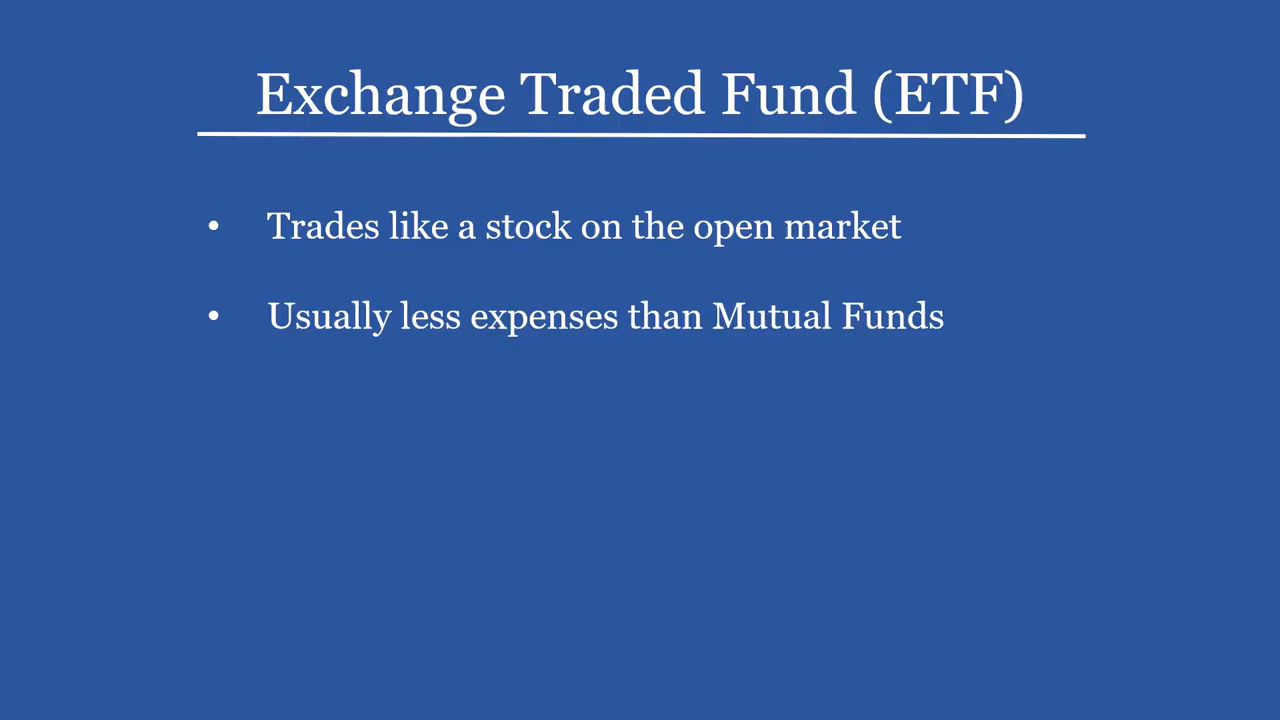 Exchange Traded Fund (ETF)
• Trades like a stock on the open market
• Usually less expenses than Mutual Funds